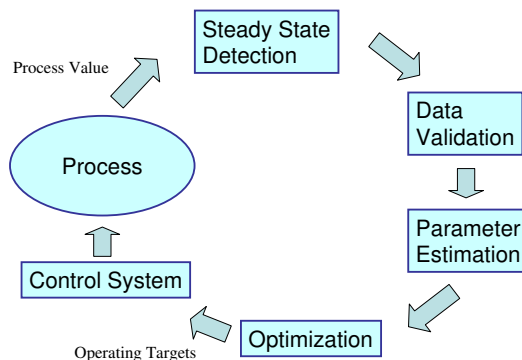 Steady State
Detection
Process Value
Data
Validation
Process
Parameter
Estimation
Control System
Optimization
Operating Targets